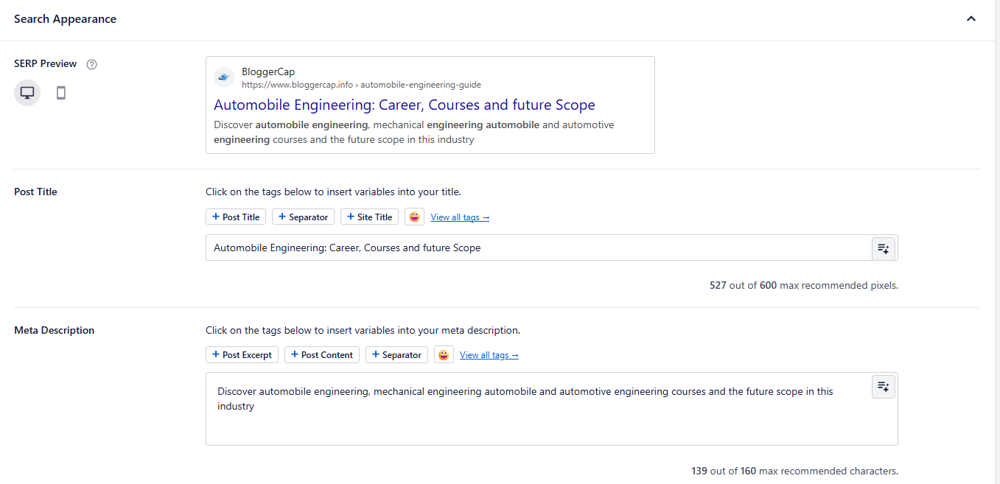 Search Appearance
SERP Preview
BloggerCap
https://www.bloggercap.info › automobile-engineering-guide
Automobile Engineering: Career, Courses and future Scope
Discover automobile engineering, mechanical engineering automobile and automotive
engineering courses and the future scope in this industry
Post Title
Click on the tags below to insert variables into your title.
+ Post Title + Separator + Site Title View all tags →
Automobile Engineering: Career, Courses and future Scope
527 out of 600 max recommended pixels.
Meta Description
Click on the tags below to insert variables into your meta description.
+ Post Excerpt + Post Content + Separator View all tags →
Discover automobile engineering, mechanical engineering automobile and automotive engineering courses and the future scope in this
industry
139 out of 160 max recommended characters.